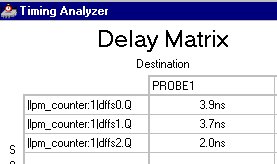 Timing Analyzer
Delay Matrix
Destination
PROBE1
|lpm_counter:1|dffs0.Q 3.9ns
|lpm_counter:1|dffs1.Q 3.7ns
|lpm_counter:1|dffs2.Q 2.0ns
S